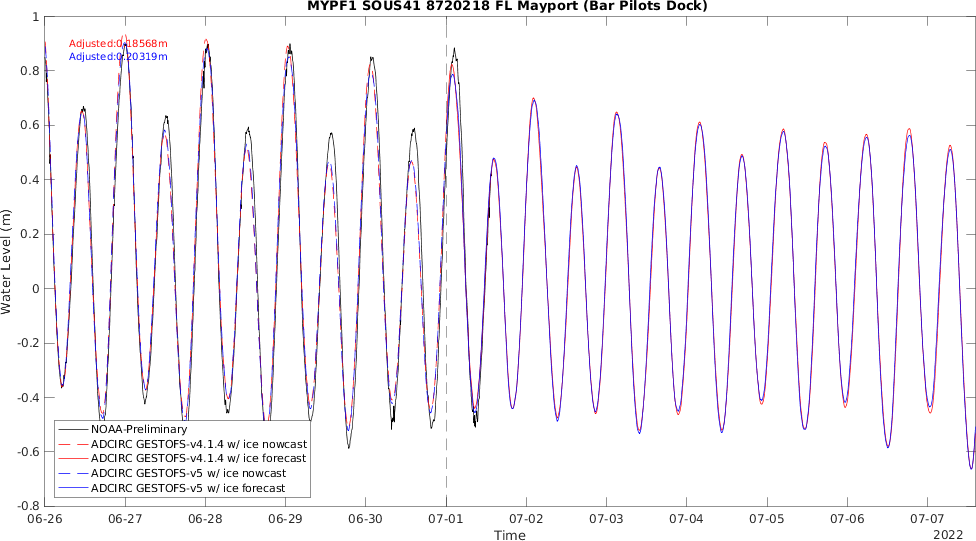 MYPF1 SOUS41 8720218 FL Mayport (Bar Pilots Dock)
Adjusted:0.18568m
Adjusted:0.20319m
Water Level (m)
1
0.8
0.6
0.4
0.2
0
-0.2
-0.4
-0.6
-0.8
NOAA-Preliminary
ADCIRC GESTOFS-v4.1.4 w/ ice nowcast
ADCIRC GESTOFS-v4.1.4 w/ ice forecast
ADCIRC GESTOFS-v5 w/ ice nowcast
ADCIRC GESTOFS-v5 w/ ice forecast
06-26 06-27 06-28 06-29 06-30 07-01 07-02 07-03 07-04 07-05 07-06 07-07
Time
2022